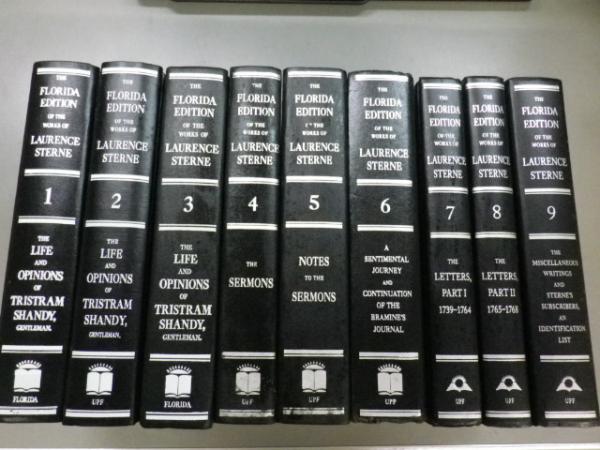 THE
FLORIDA
EDITION
OF THE
WORKS OF
LAURENCE
STERNE
1
THE
LIFE
AND
OPINIONS
OF
TRISTRAM
SHANDY,
GENTLEMAN.
FLORIDA
THE
FLORIDA
EDITION
OF THE
WORKS OF
LAURENCE
STERNE
2
THE
LIFE
AND
OPINIONS
OF
TRISTRAM
SHANDY,
GENTLEMAN.
UPF
THE
FLORIDA
EDITION
OF THE
WORKS OF
LAURENCE
STERNE
3
THE
LIFE
AND
OPINIONS
OF
TRISTRAM
SHANDY,
GENTLEMAN.
FLORIDA
THE
FLORIDA
EDITION
OF THE
WORKS OF
LAURENCE
STERNE
4
THE
SERMONS
UPF
THE
FLORIDA
EDITION
OF THE
WORKS OF
LAURENCE
STERNE
5
NOTES
TO THE
SERMONS
UPF
THE
FLORIDA
EDITION
OF THE
WORKS OF
LAURENCE
STERNE
6
A
SENTIMENTAL
JOURNEY
AND
CONTINUATION
OF THE
BRAMINE'S
JOURNAL
UPF
THE
FLORIDA
EDITION
OF THE
WORKS OF
LAURENCE
STERNE
7
THE
LETTERS,
PART I
1739-1764
UPF
THE
FLORIDA
EDITION
OF THE
WORKS OF
LAURENCE
STERNE
8
THE
LETTERS,
PART II
1765-1768
UPF
THE
FLORIDA
EDITION
OF THE
WORKS OF
LAURENCE
STERNE
9
THE
MISCELLANEOUS
WRITINGS
AND
STERNE'S
SUBSCRIBERS,
AN
IDENTIFICATION
LIST
UPF